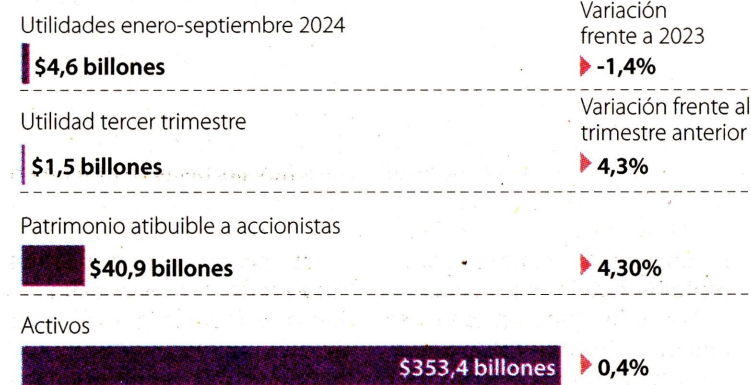 Utilidades enero-septiembre 2024
Variación
frente a 2023
$4,6 billones
-1,4%
Utilidad tercer trimestre
Variación frente al
trimestre anterior
$1,5 billones
4,3%
Patrimonio atibuible a accionistas
$40,9 billones
4,30%
Activos
$353,4 billones
0,4%